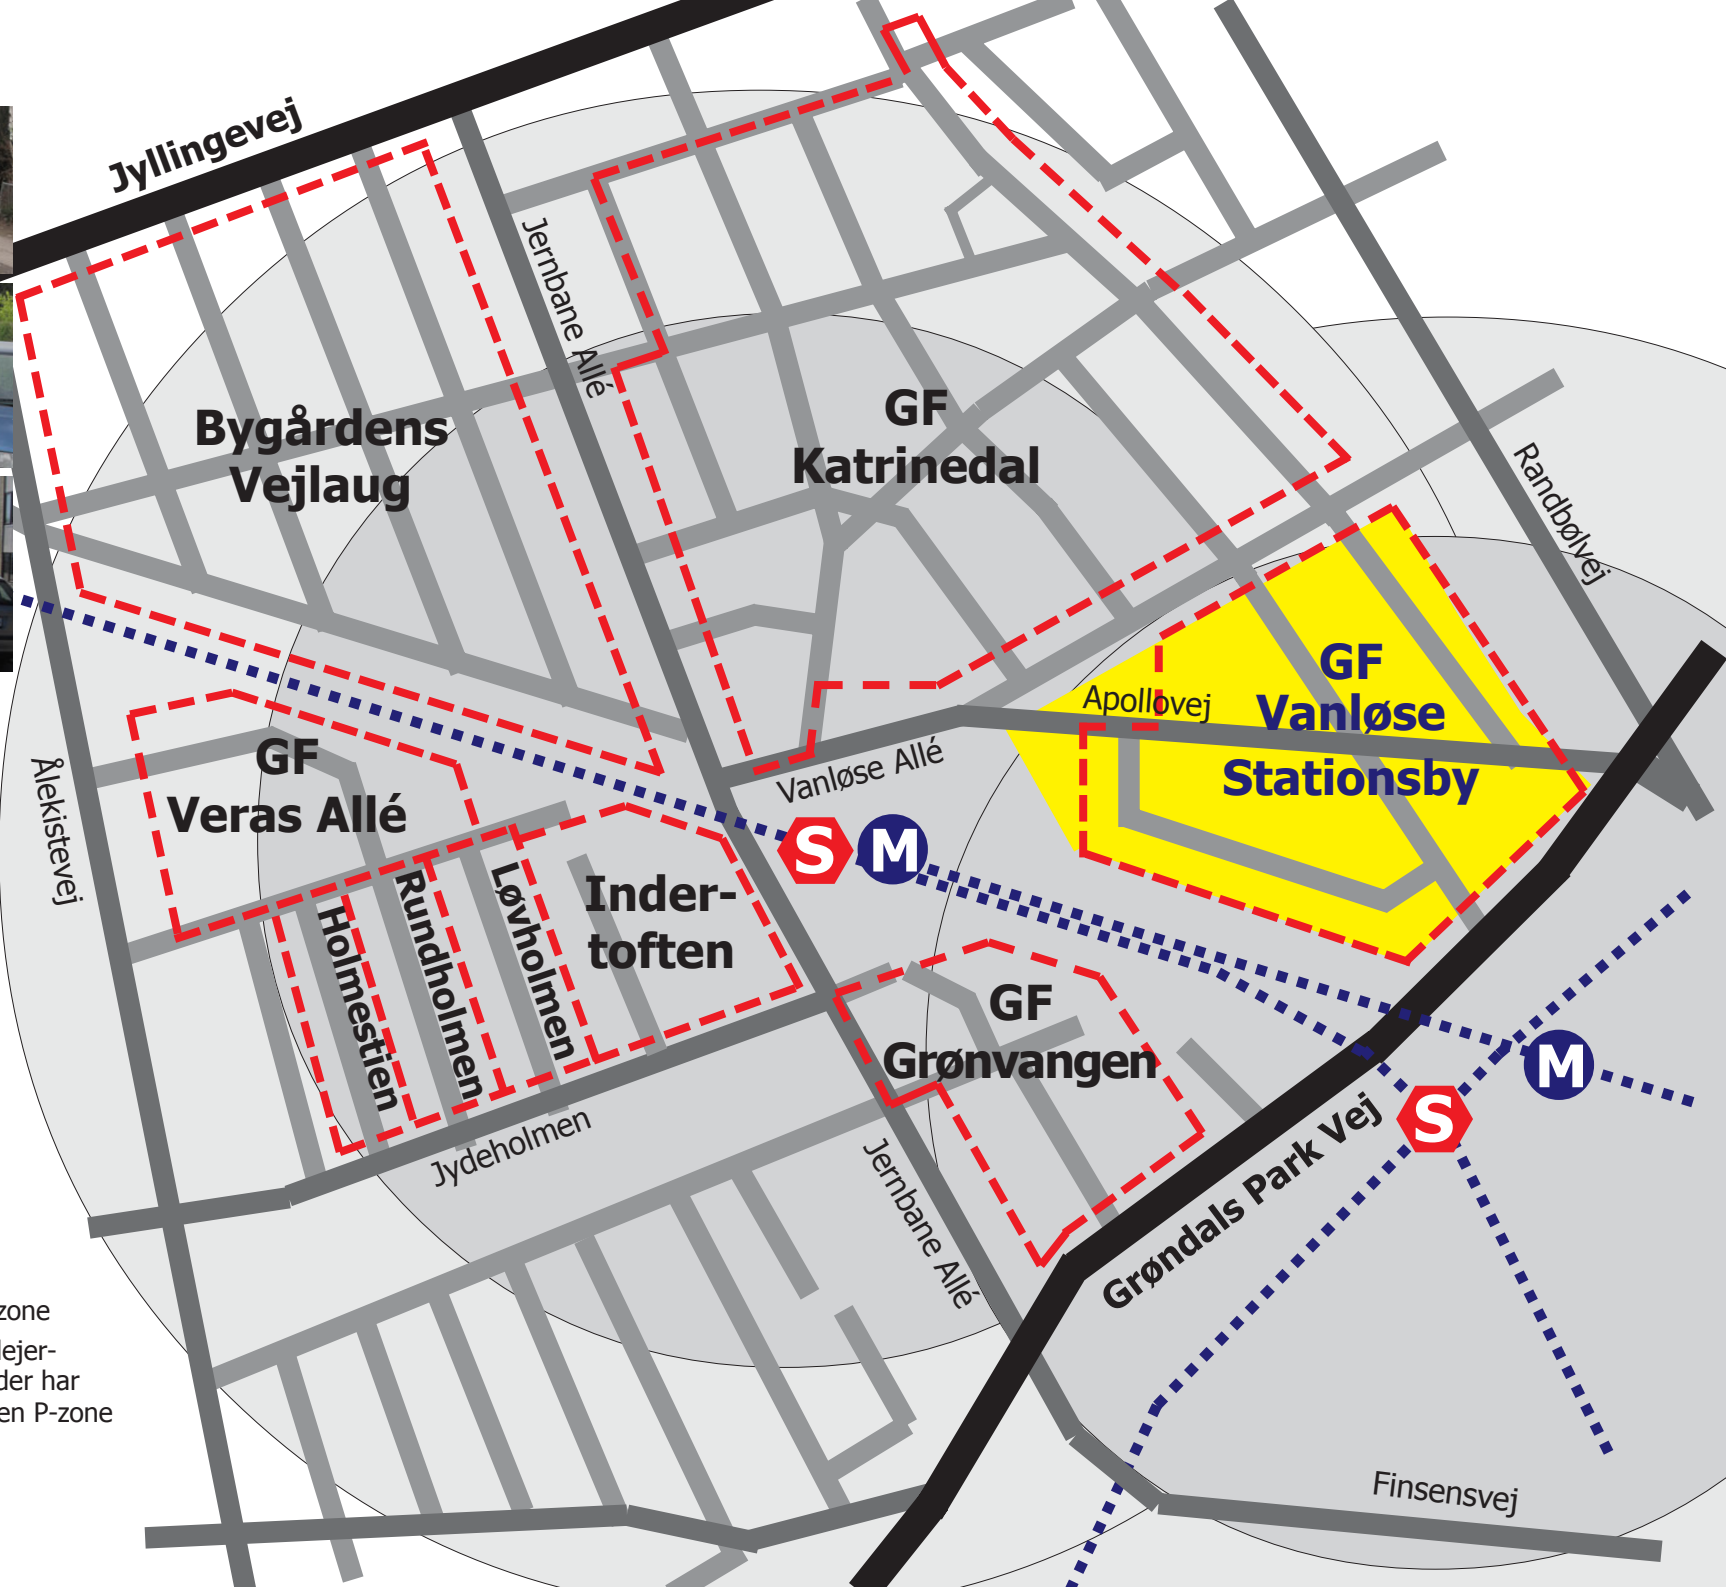 Jyllingevej
Jernbane Allé
Bygårdens
Vejlaug
GF
Katrinedal
Randbølvej
GF
Vanløse
Stationsby
Apollovej
Vanløse Allé
Ålekistevej
GF
Veras Allé
S
M
Inder-
toften
Løvholmen
Rundholmen
Holmestien
GF
Grønvangen
M
S
Jydeholmen
Jernbane Allé
Grøndals Park Vej
zone
der har
en P-zone
Finsensvej